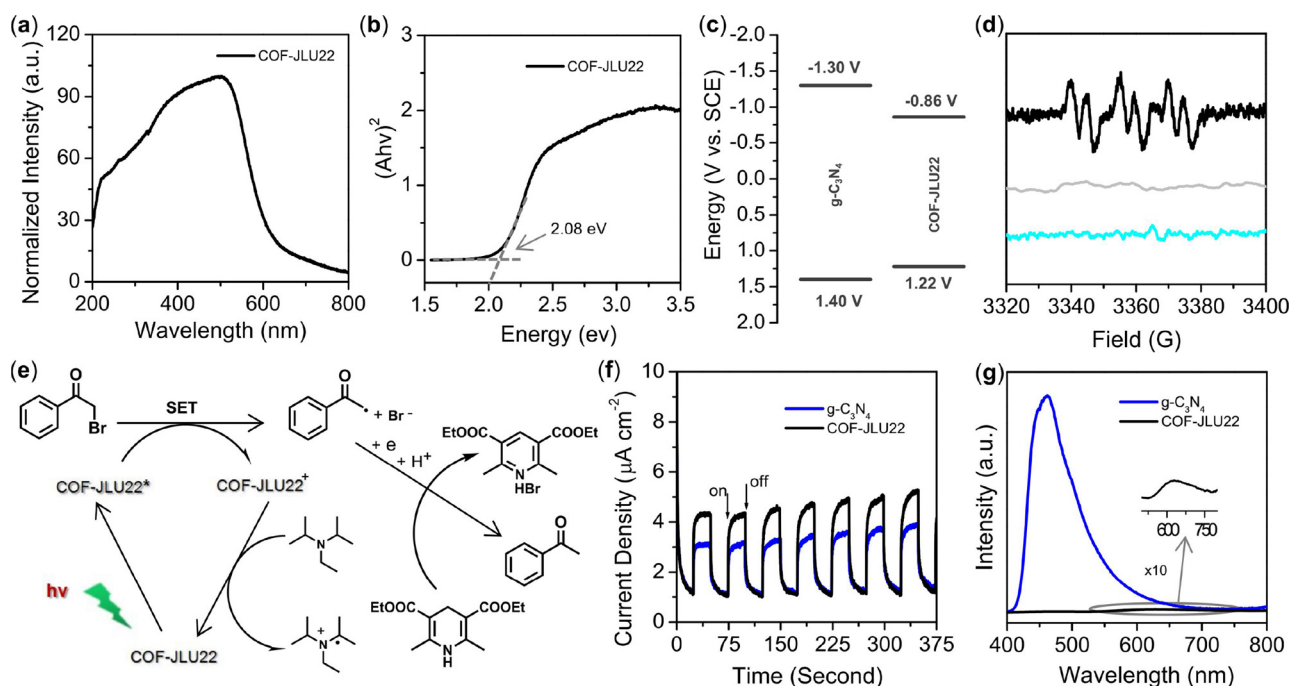 (a)
120
90
60
30
0
Normalized Intensity (a.u.)
COF-JLU22
200 400 600 800
Wavelength (nm)
(b)
3
2
1
0
(Ahv)²
COF-JLU22
2.08 eV
1.5 2.0 2.5 3.0 3.5
Energy (ev)
(c)
-2.0
-1.5
-1.0
-0.5
0.0
0.5
1.0
1.5
2.0
Energy (V vs. SCE)
-1.30 V
-0.86 V
g-C₃N₄
COF-JLU22
1.40 V
1.22 V
(d)
3320 3340 3360 3380 3400
Field (G)
(e)
O
Br
SET
O
+ Br⁻
+ e
+ H⁺
EtOOC COOEt
N
HBr
COF-JLU22*
COF-JLU22⁺
N
O
hv
COF-JLU22
N
+
EtOOC COOEt
N
H
(f)
10
8
6
4
2
0
Current Density (µA cm⁻²)
g-C₃N₄
COF-JLU22
on
off
0 75 150 225 300 375
Time (Second)
(g)
Intensity (a.u.)
g-C₃N₄
COF-JLU22
600 750
x10
400 500 600 700 800
Wavelength (nm)